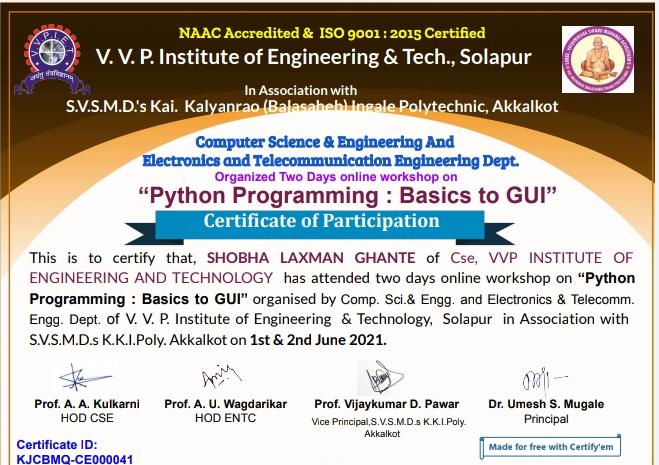 NAAC Accredited & ISO 9001 : 2015 Certified
V. V. P. Institute of Engineering & Tech., Solapur
In Association with
S.V.S.M.D.'s Kai. Kalyanrao (Balasaheb) Ingale Polytechnic, Akkalkot
Computer Science & Engineering And
Electronics and Telecommunication Engineering Dept.
Organized Two Days online workshop on
“Python Programming : Basics to GUI”
Certificate of Participation
This is to certify that, SHOBHA LAXMAN GHANTE of Cse, VVP INSTITUTE OF
ENGINEERING AND TECHNOLOGY has attended two days online workshop on “Python
Programming : Basics to GUI” organised by Comp. Sci.& Engg. and Electronics & Telecomm.
Engg. Dept. of V. V. P. Institute of Engineering & Technology, Solapur in Association with
S.V.S.M.D.s K.K.I.Poly. Akkalkot on 1st & 2nd June 2021.
Prof. A. A. Kulkarni
HOD CSE
Prof. A. U. Wagdarikar
HOD ENTC
Prof. Vijaykumar D. Pawar
Vice Principal,S.V.S.M.D.s K.K.I.Poly.
Akkalkot
Dr. Umesh S. Mugale
Principal
Certificate ID:
KJCBMQ-CE000041
Made for free with Certify'em